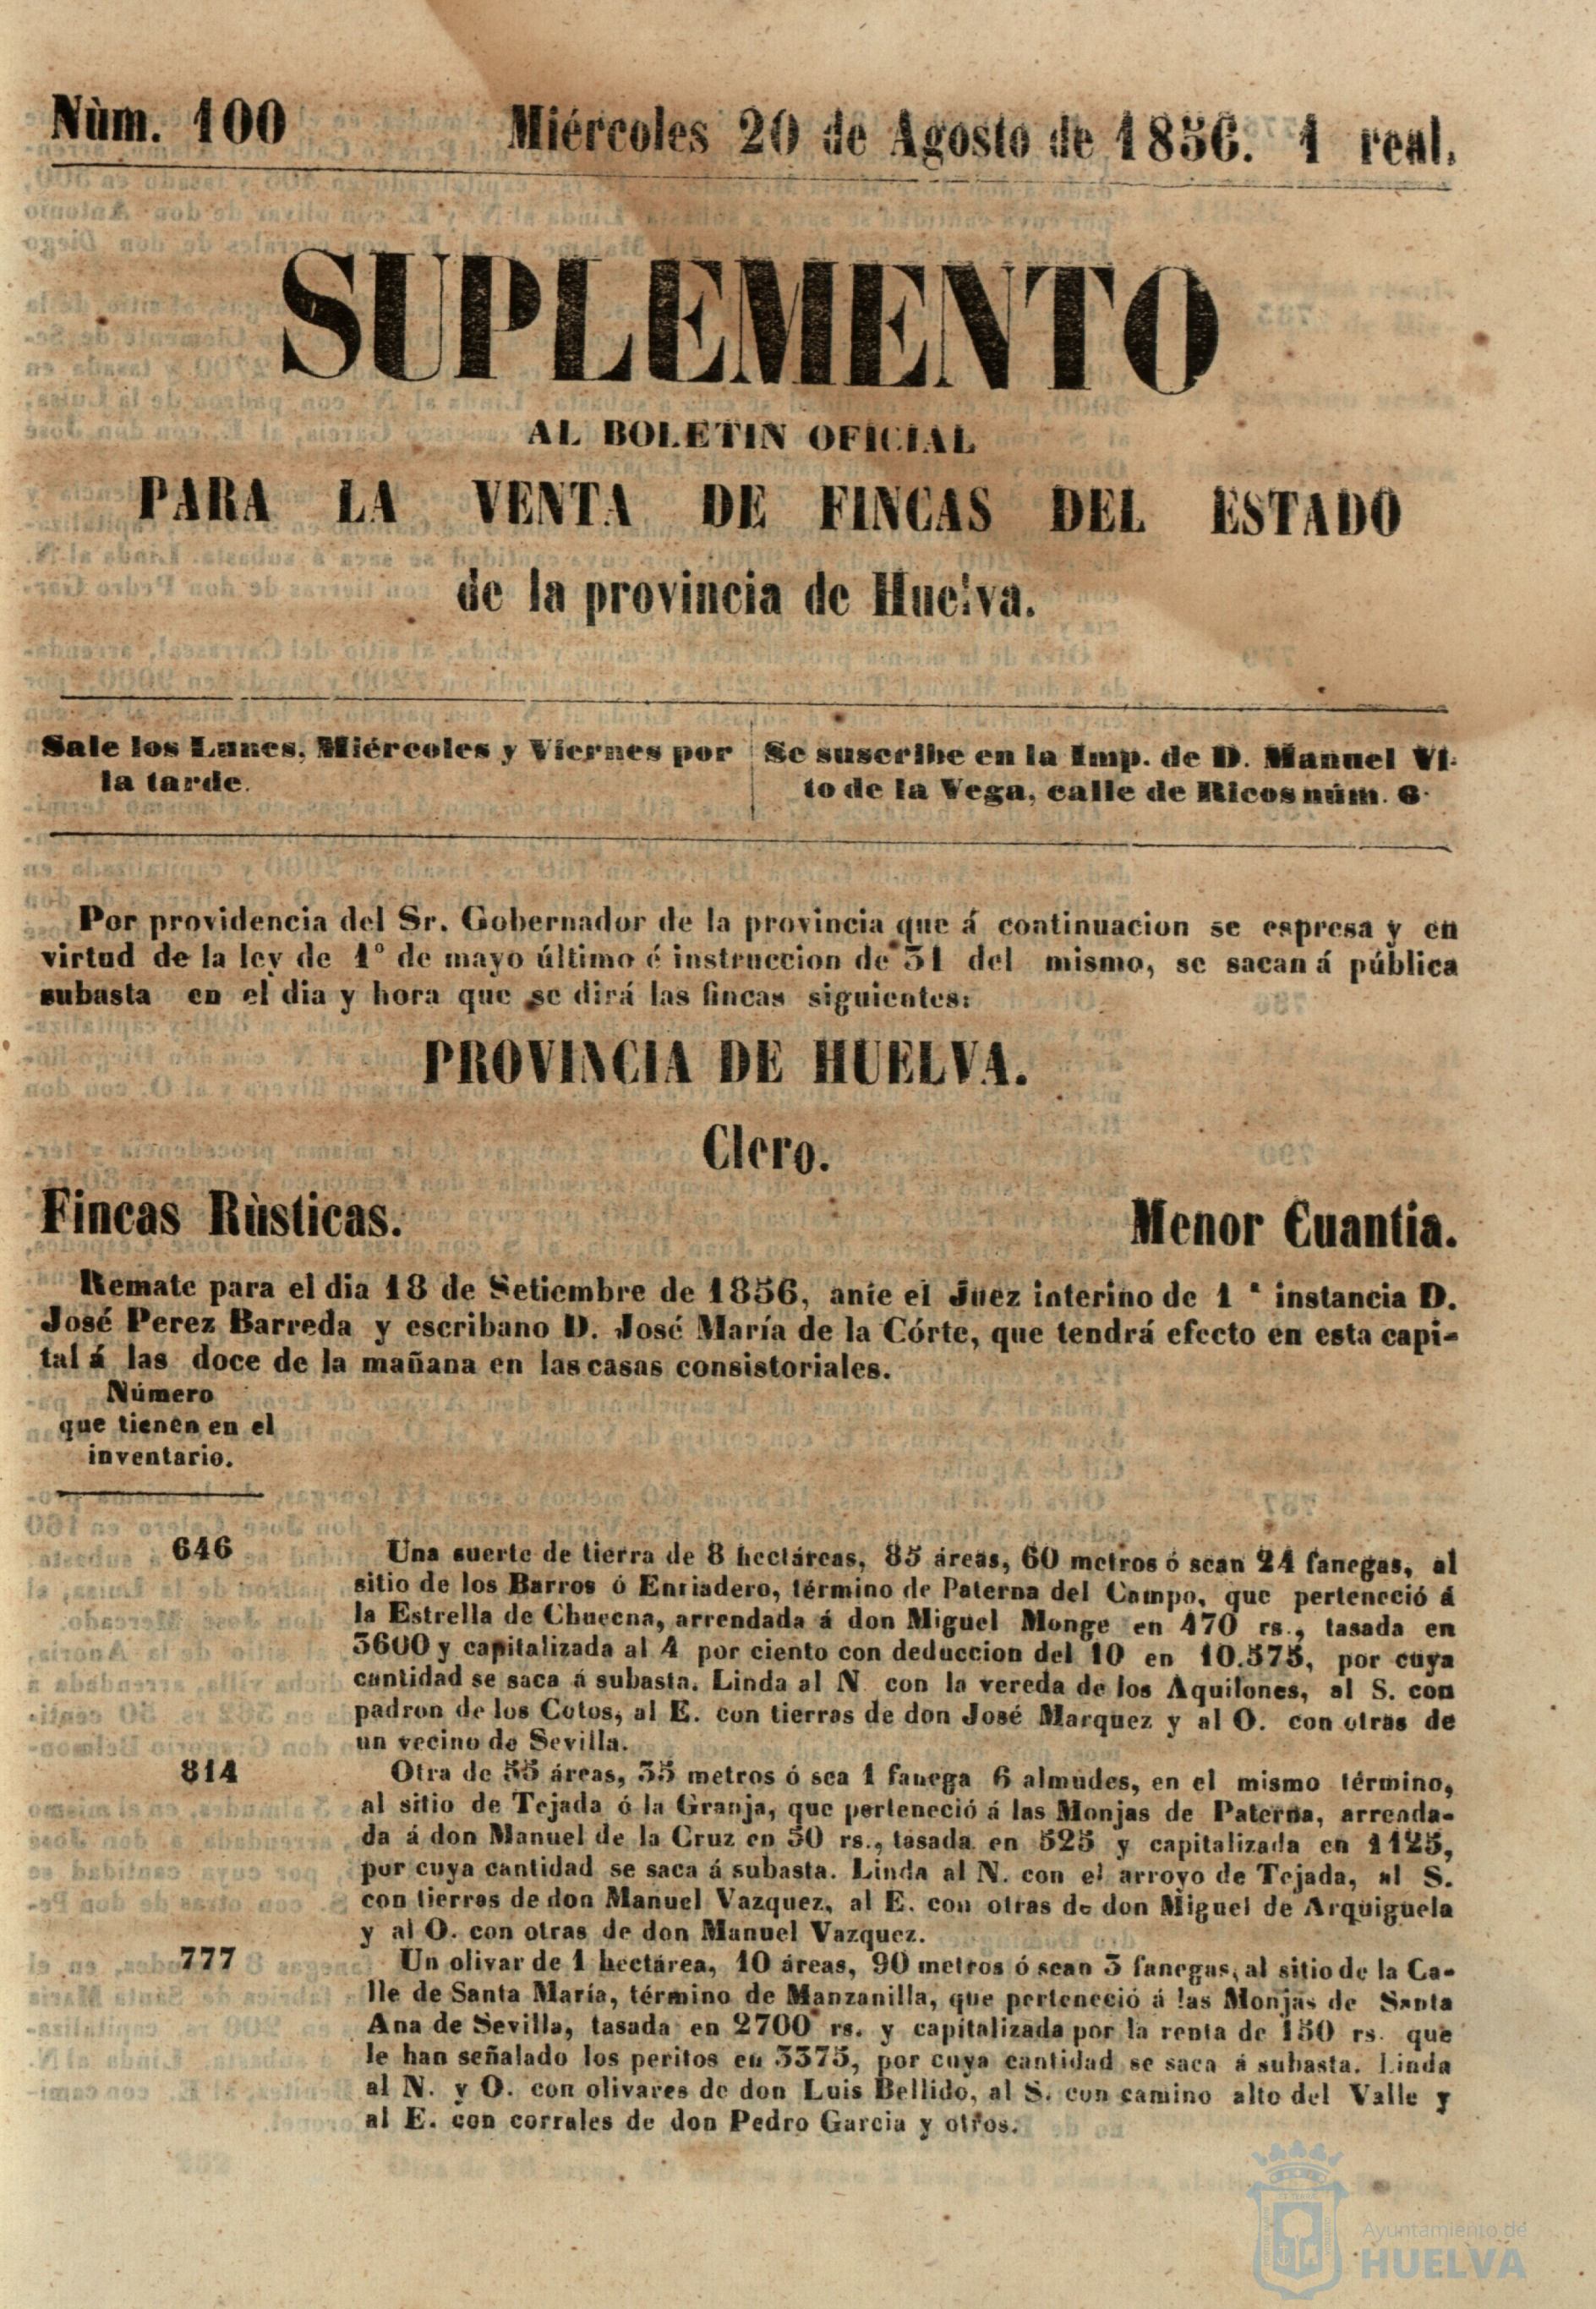 Nùm. 100 Miércoles 20 de Agosto de 1856. 1 real.
SUPLEMENTO
AL BOLETIN OFICIAL
PARA LA VENTA DE FINCAS DEL ESTADO
de la provincia de Huelva.
Sale los Lunes, Miércoles y Viernes por
la tarde.
Se suscribe en la Imp. de D. Manuel Vi-
to de la Vega, calle de Ricos núm. 6.
Por providencia del Sr. Gobernador de la provincia que á continuacion se espresa y en
virtud de la ley de 1º de mayo último é instruccion de 31 del mismo, se sacan á pública
subasta en el dia y hora que se dirá las fincas siguientes:
PROVINCIA DE HUELVA.
Clero.
Fincas Rùsticas. Menor Cuantia.
Remate para el dia 18 de Setiembre de 1856, ante el Juez interino de 1ª instancia D.
José Perez Barreda y escribano D. José María de la Córte, que tendrá efecto en esta capi-
tal á las doce de la mañana en las casas consistoriales.
Número
que tienen en el
inventario.
646 Una suerte de tierra de 8 hectáreas, 85 áreas, 60 metros ó sean 24 fanegas, al
sitio de los Barros ó Enriadero, término de Paterna del Campo, que perteneció á
la Estrella de Chucena, arrendada á don Miguel Monge en 470 rs., tasada en
3600 y capitalizada al 4 por ciento con deduccion del 10 en 10.575, por cuya
cantidad se saca á subasta. Linda al N con la vereda de los Aquilones, al S. con
padron de los Cotos, al E. con tierras de don José Marquez y al O. con otras de
un vecino de Sevilla.
814 Otra de 55 áreas, 35 metros ó sea 1 fanega 6 almudes, en el mismo término,
al sitio de Tejada ó la Granja, que perteneció á las Monjas de Paterna, arrenda-
da á don Manuel de la Cruz en 50 rs., tasada en 525 y capitalizada en 1125,
por cuya cantidad se saca á subasta. Linda al N. con el arroyo de Tejada, al S.
con tierras de don Manuel Vazquez, al E. con otras de don Miguel de Arquiguela
y al O. con otras de don Manuel Vazquez.
777 Un olivar de 1 hectárea, 10 áreas, 90 metros ó sean 3 fanegas, al sitio de la Ca-
lle de Santa María, término de Manzanilla, que perteneció á las Monjas de Santa
Ana de Sevilla, tasada en 2700 rs. y capitalizada por la renta de 150 rs. que
le han señalado los peritos en 3375, por cuya cantidad se saca á subasta. Linda
al N. y O. con olivares de don Luis Bellido, al S. con camino alto del Valle y
al E. con corrales de don Pedro Garcia y otros.
Ayuntamiento de
HUELVA